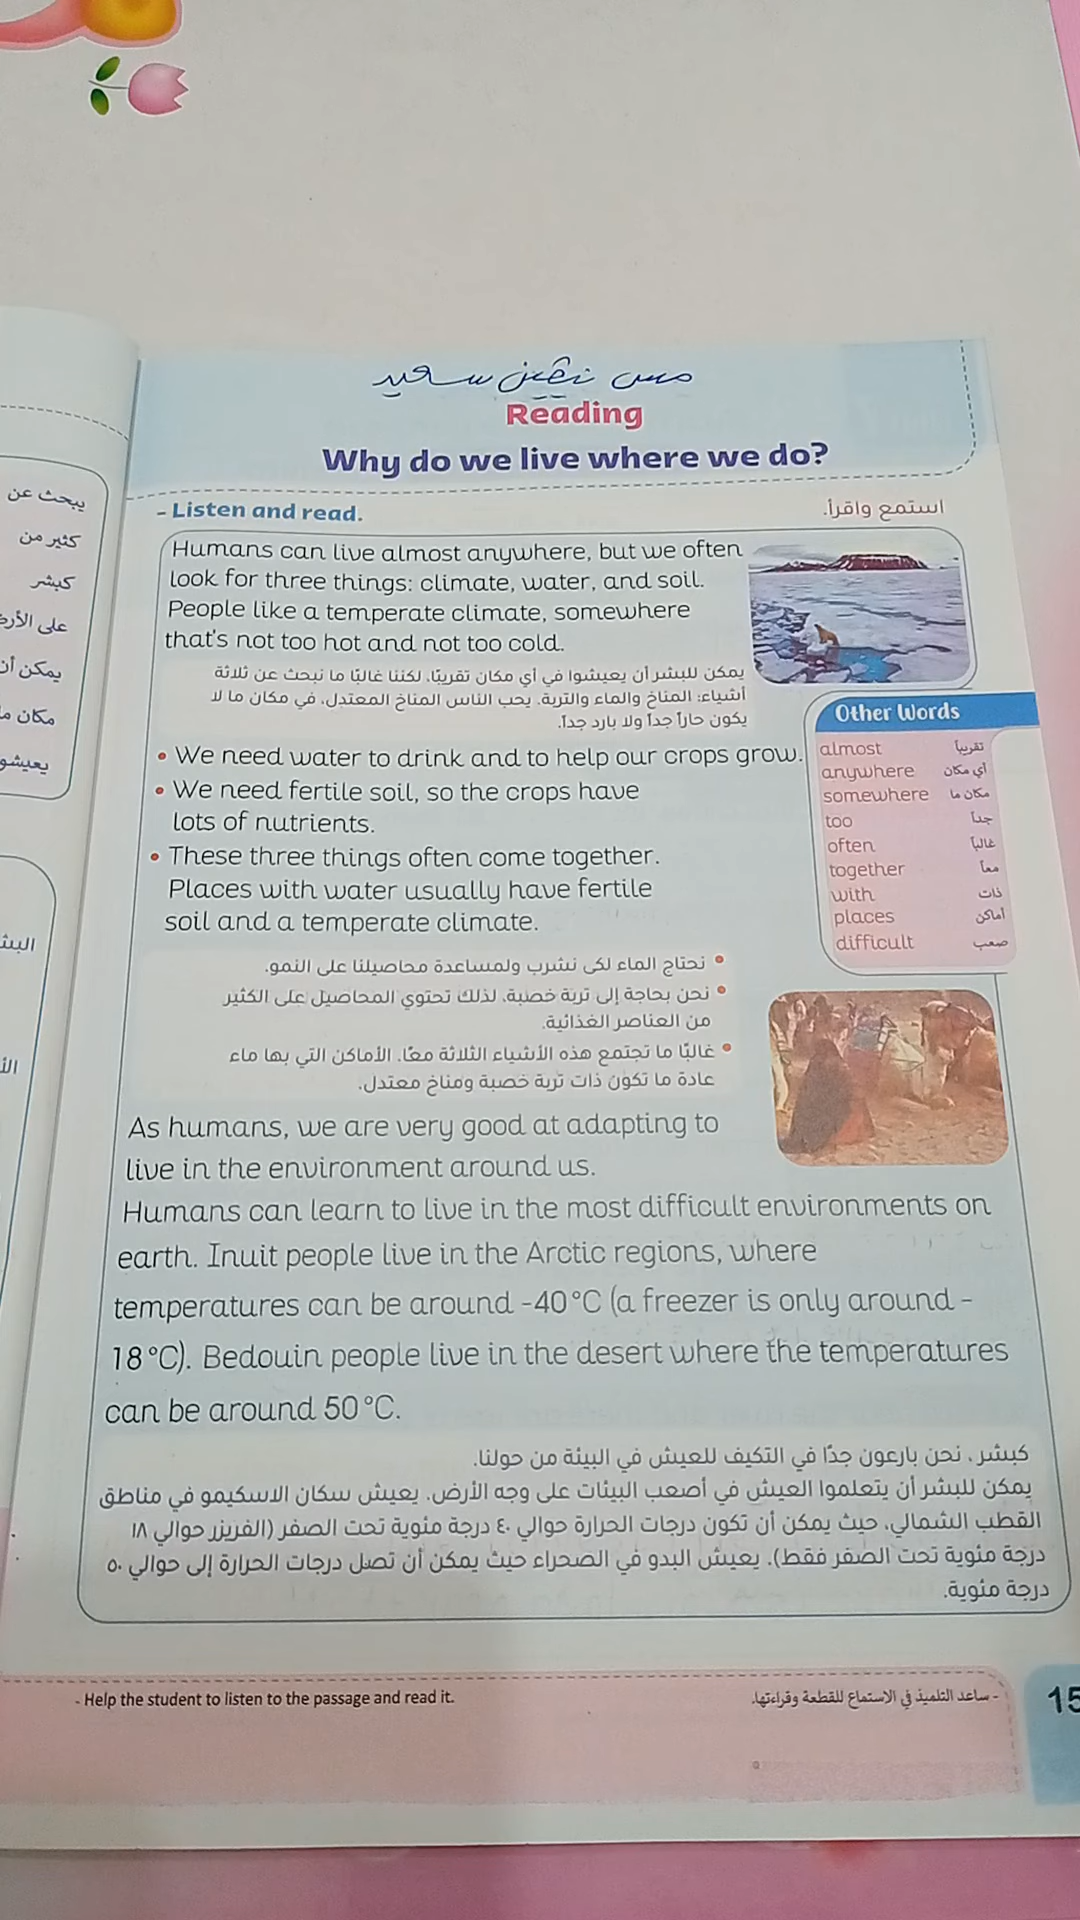 مس نيفين سعيد
Reading
Why do we live where we do?
- Listen and read.
استمع واقرأ.
Humans can live almost anywhere, but we often
look for three things: climate, water, and soil.
People like a temperate climate, somewhere
that's not too hot and not too cold.
يمكن للبشر أن يعيشوا في أي مكان تقريبًا، لكننا غالبًا ما نبحث عن ثلاثة
أشياء: المناخ والماء والتربة. يحب الناس المناخ المعتدل، في مكان ما لا
يكون حارًا جدًا ولا بارد جدًا.
• We need water to drink and to help our crops grow.
• We need fertile soil, so the crops have
lots of nutrients.
• These three things often come together.
Places with water usually have fertile
soil and a temperate climate.
Other Words
almost تقريباً
anywhere أي مكان
somewhere مكان ما
too جداً
often غالباً
together معاً
with ذات
places أماكن
difficult صعب
• نحتاج الماء لكى نشرب ولمساعدة محاصيلنا على النمو.
• نحن بحاجة إلى تربة خصبة، لذلك تحتوي المحاصيل على الكثير
من العناصر الغذائية.
• غالبًا ما تجتمع هذه الأشياء الثلاثة معًا. الأماكن التي بها ماء
عادة ما تكون ذات تربة خصبة ومناخ معتدل.
As humans, we are very good at adapting to
live in the environment around us.
Humans can learn to live in the most difficult environments on
earth. Inuit people live in the Arctic regions, where
temperatures can be around -40°C (a freezer is only around -
18°C). Bedouin people live in the desert where the temperatures
can be around 50°C.
كبشر، نحن بارعون جدًا في التكيف للعيش في البيئة من حولنا.
يمكن للبشر أن يتعلموا العيش في أصعب البيئات على وجه الأرض. يعيش سكان الاسكيمو في مناطق
القطب الشمالي، حيث يمكن أن تكون درجات الحرارة حوالي ٤٠ درجة مئوية تحت الصفر (الفريزر حوالي ١٨
درجة مئوية تحت الصفر فقط). يعيش البدو في الصحراء حيث يمكن أن تصل درجات الحرارة إلى حوالي ٥٠
درجة مئوية.
- Help the student to listen to the passage and read it.
- ساعد التلميذ في الاستماع للقطعة وقراءتها.
15
يبحث عن
كثير من
كبشر
يمكن أن